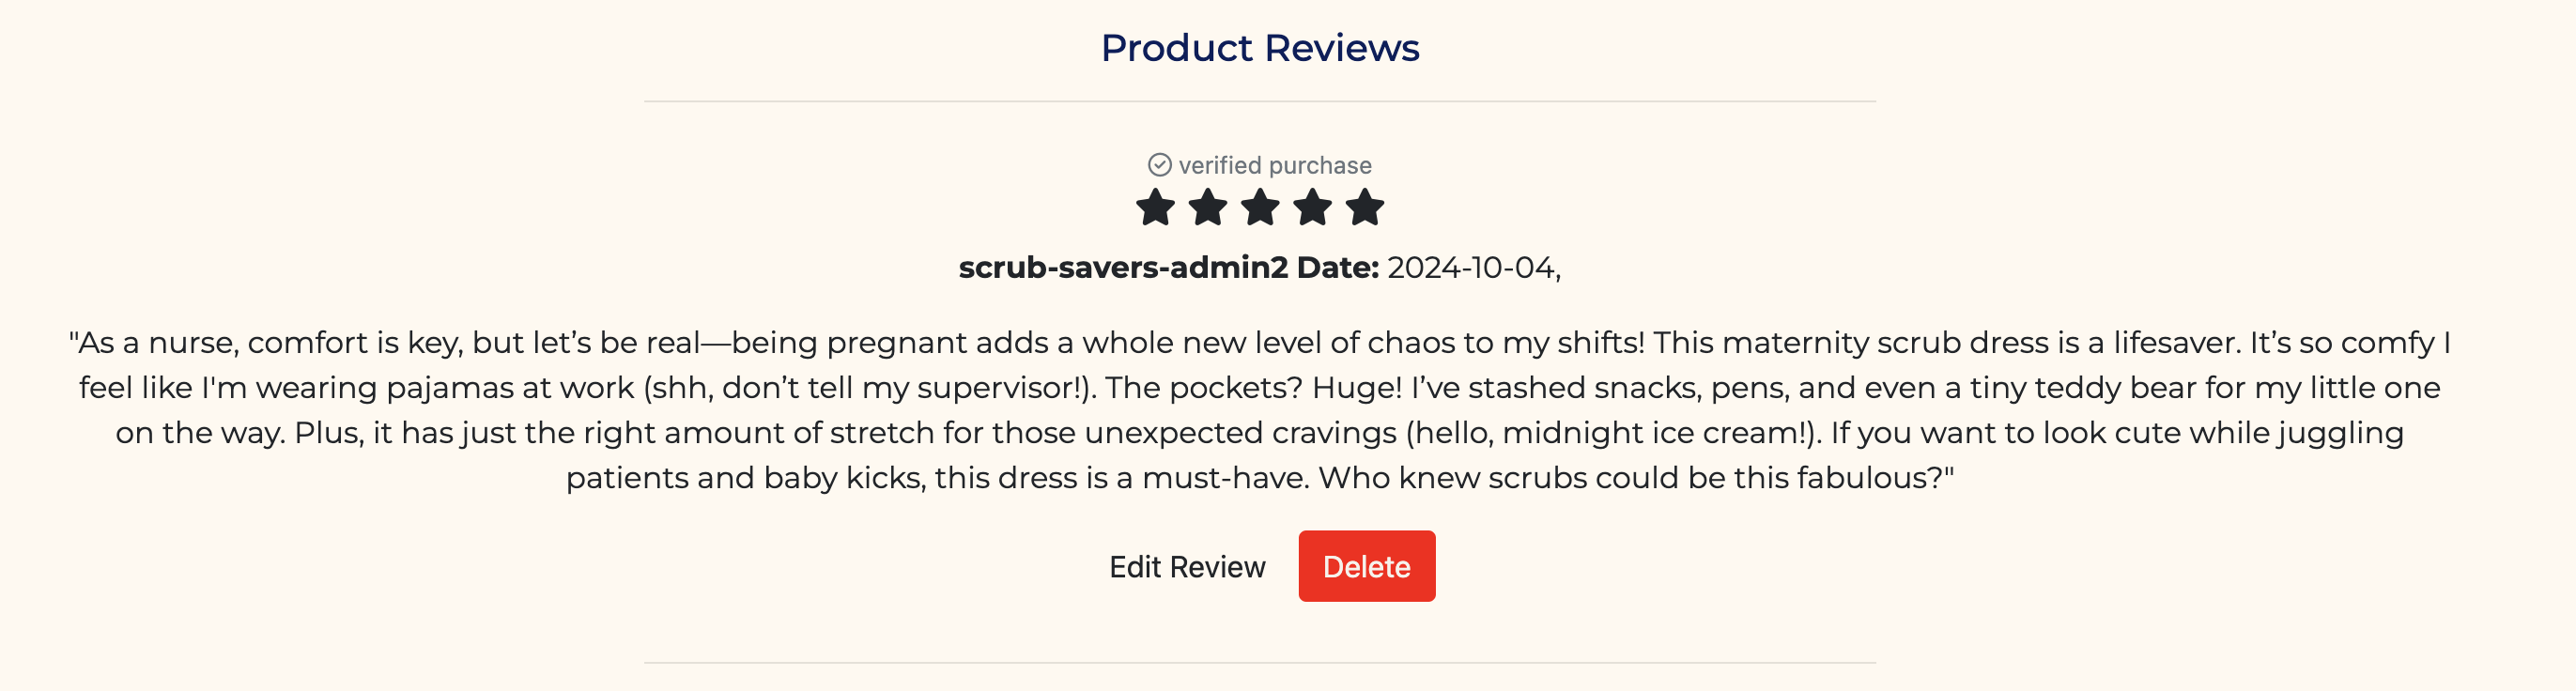 Product Reviews
verified purchase
scrub-savers-admin2 Date: 2024-10-04,
"As a nurse, comfort is key, but let’s be real—being pregnant adds a whole new level of chaos to my shifts! This maternity scrub dress is a lifesaver. It’s so comfy I
feel like I'm wearing pajamas at work (shh, don’t tell my supervisor!). The pockets? Huge! I’ve stashed snacks, pens, and even a tiny teddy bear for my little one
on the way. Plus, it has just the right amount of stretch for those unexpected cravings (hello, midnight ice cream!). If you want to look cute while juggling
patients and baby kicks, this dress is a must-have. Who knew scrubs could be this fabulous?"
Edit Review Delete